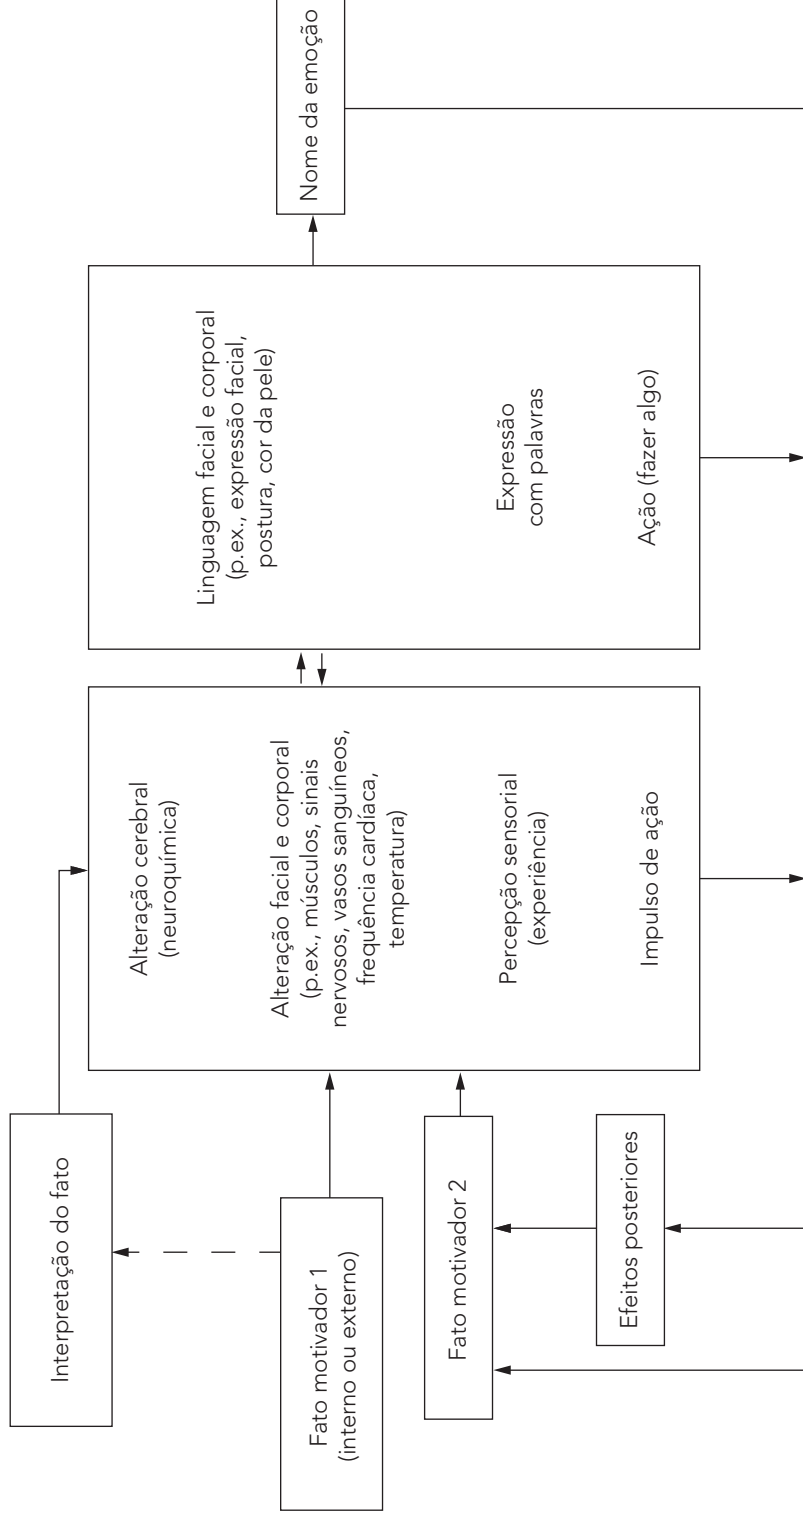 Interpretação do fato
Fato motivador 1
(interno ou externo)
Fato motivador 2
Efeitos posteriores
Alteração cerebral
(neuroquímica)
Alteração facial e corporal
(p.ex., músculos, sinais
nervosos, vasos sanguíneos,
frequência cardíaca,
temperatura)
Percepção sensorial
(experiência)
Impulso de ação
Linguagem facial e corporal
(p.ex., expressão facial,
postura, cor da pele)
Expressão
com palavras
Ação (fazer algo)
Nome da emoção